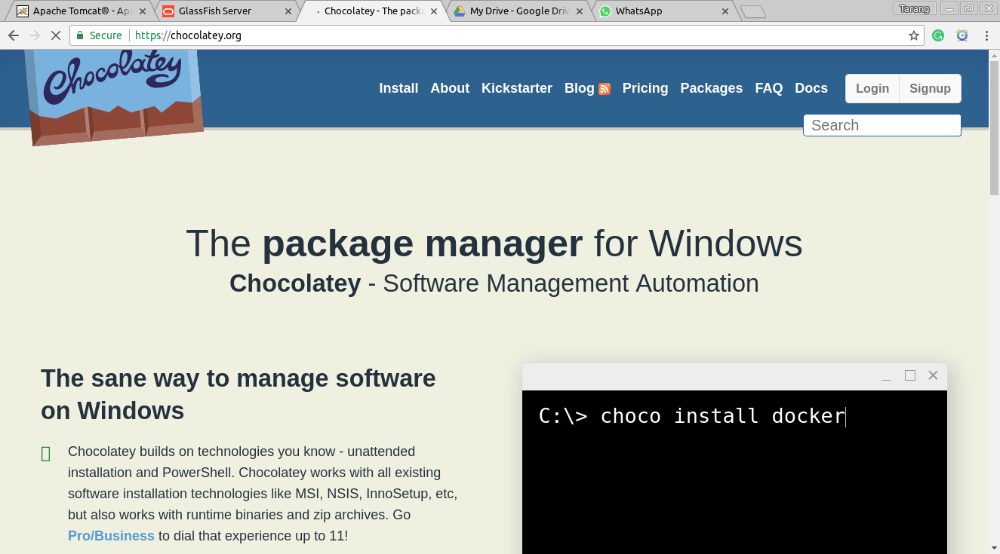 Apache Tomcat® - Apa
GlassFish Server
Chocolatey - The packa
My Drive - Google Driv
WhatsApp
Tarang
Secure
https://chocolatey.org
Chocolatey
Install About Kickstarter Blog Pricing Packages FAQ Docs Login Signup
Search
The package manager for Windows
Chocolatey - Software Management Automation
The sane way to manage software
on Windows
Chocolatey builds on technologies you know - unattended
installation and PowerShell. Chocolatey works with all existing
software installation technologies like MSI, NSIS, InnoSetup, etc,
but also works with runtime binaries and zip archives. Go
Pro/Business to dial that experience up to 11!
C:\> choco install docker